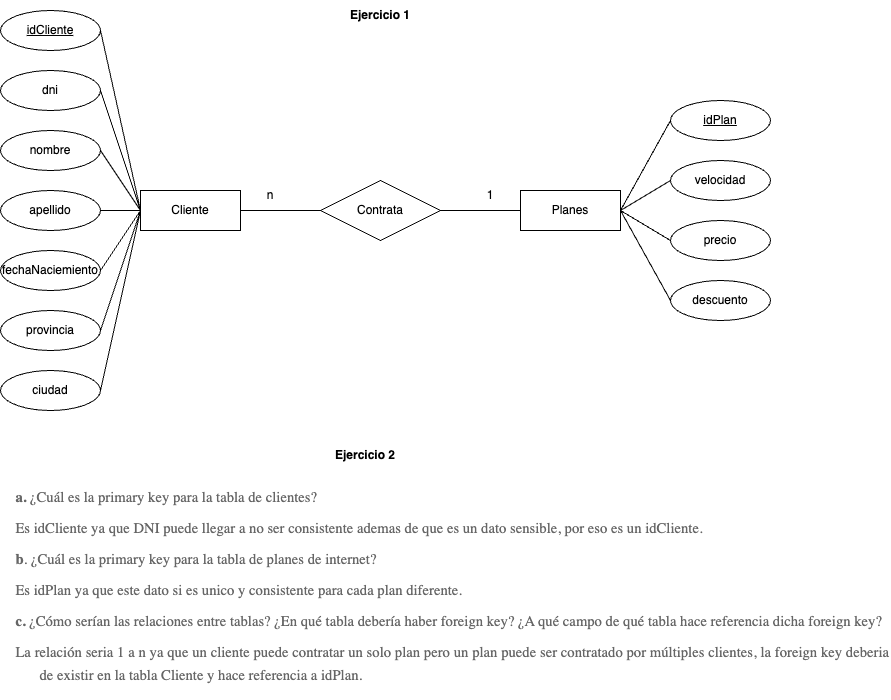 Ejercicio 1
idCliente
dni
nombre
apellido
fechaNaciemiento
provincia
ciudad
Cliente
n
Contrata
1
Planes
idPlan
velocidad
precio
descuento
Ejercicio 2
a. ¿Cuál es la primary key para la tabla de clientes?
Es idCliente ya que DNI puede llegar a no ser consistente ademas de que es un dato sensible, por eso es un idCliente.
b. ¿Cuál es la primary key para la tabla de planes de internet?
Es idPlan ya que este dato si es unico y consistente para cada plan diferente.
c. ¿Cómo serían las relaciones entre tablas? ¿En qué tabla debería haber foreign key? ¿A qué campo de qué tabla hace referencia dicha foreign key?
La relación seria 1 a n ya que un cliente puede contratar un solo plan pero un plan puede ser contratado por múltiples clientes, la foreign key deberia
de existir en la tabla Cliente y hace referencia a idPlan.